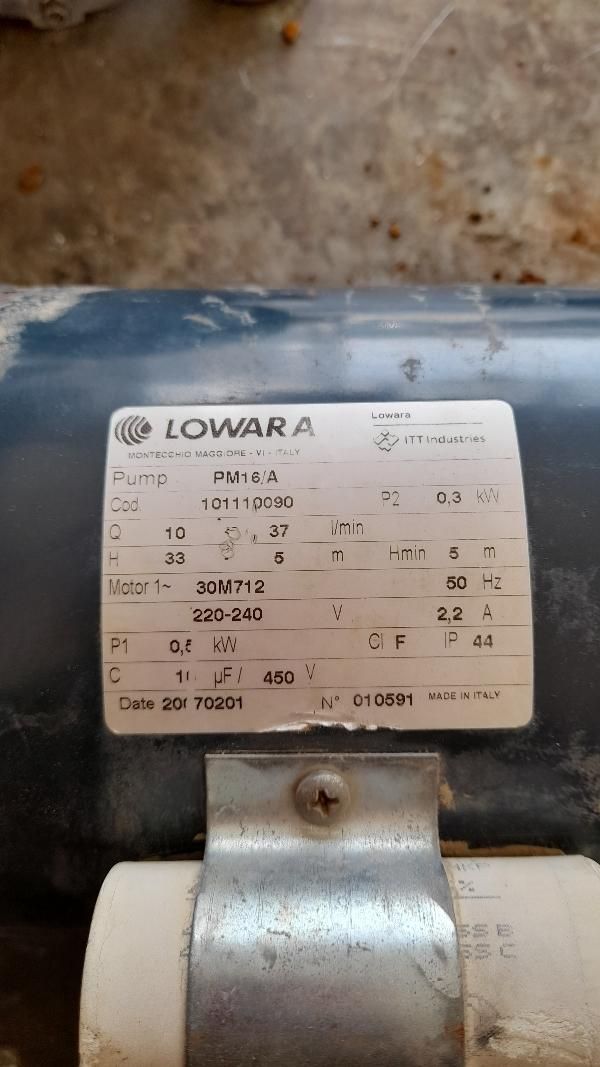 LOWARA
MONTECCHIO MAGGIORE - VI - ITALY
Lowara
ITT Industries
Pump PM16/A
Cod. 101110090 P2 0,3 kW
Q 10 37 l/min
H 33 5 m Hmin 5 m
Motor 1~ 30M712 50 Hz
220-240 V 2,2 A
P1 kW Cl F IP 44
C µF / 450 V
Date 70201 N° 010591 MADE IN ITALY